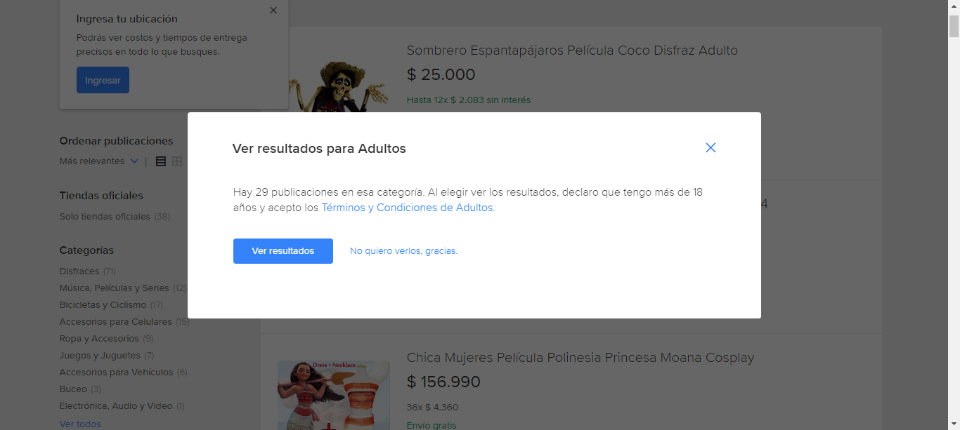 Ingresa tu ubicación
Podrás ver costos y tiempos de entrega
precisos en todo lo que busques.
Ingresar
Ordenar publicaciones
Más relevantes
Tiendas oficiales
Solo tiendas oficiales (38)
Categorías
Disfraces (71)
Música, Películas y Series (12)
Bicicletas y Ciclismo (17)
Accesorios para Celulares (15)
Ropa y Accesorios (9)
Juegos y Juguetes (7)
Accesorios para Vehículos (6)
Buceo (3)
Electrónica, Audio y Video (1)
Ver todos
Sombrero Espantapájaros Película Coco Disfraz Adulto
$ 25.000
Hasta 12x $ 2.083 sin interés
Ver resultados para Adultos
Hay 29 publicaciones en esa categoría. Al elegir ver los resultados, declaro que tengo más de 18
años y acepto los Términos y Condiciones de Adultos.
Ver resultados
No quiero verlos, gracias.
4
Dress + Necklace
Chica Mujeres Película Polinesia Princesa Moana Cosplay
$ 156.990
36x $ 4.360
Envío gratis